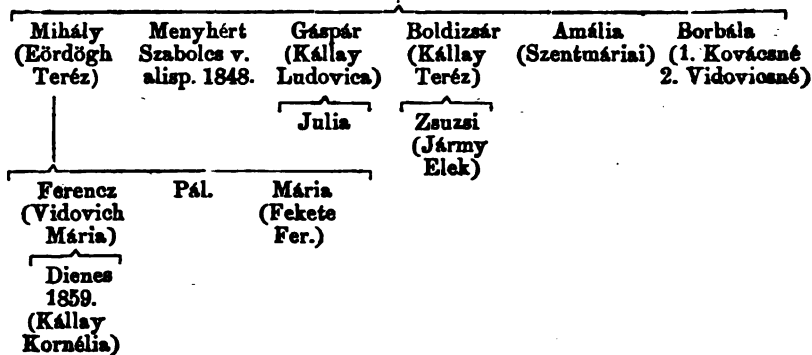 Mihály Menyhért Gáspár Boldizsár Amália Borbála
(Eördögh Szabolcs v. (Kállay (Kállay (Szentmáriai) (1. Kovácsné
Teréz) alisp. 1848. Ludovica) Teréz) 2. Vidovicsné)
Julia Zsuzsi
(Jármy
Elek)
Ferencz Pál. Mária
(Vidovich (Fekete
Mária) Fer.)
Dienes
1859.
(Kállay
Kornélia)